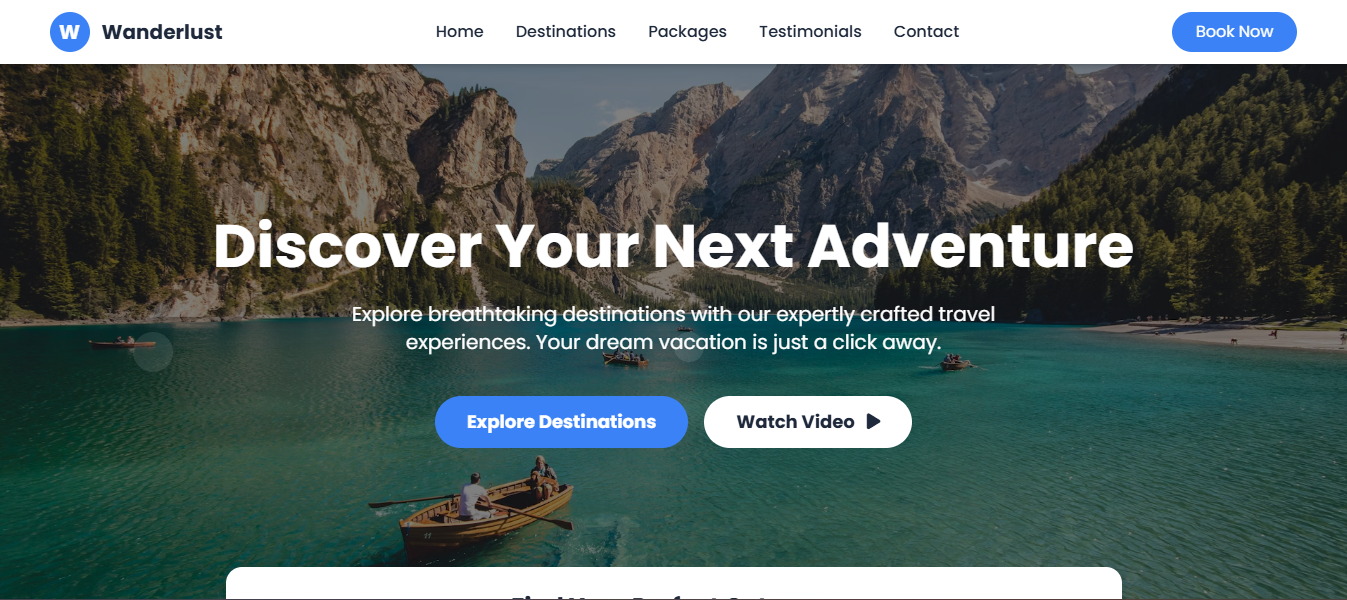 W Wanderlust
Home Destinations Packages Testimonials Contact
Book Now
Discover Your Next Adventure
Explore breathtaking destinations with our expertly crafted travel
experiences. Your dream vacation is just a click away.
Explore Destinations
Watch Video